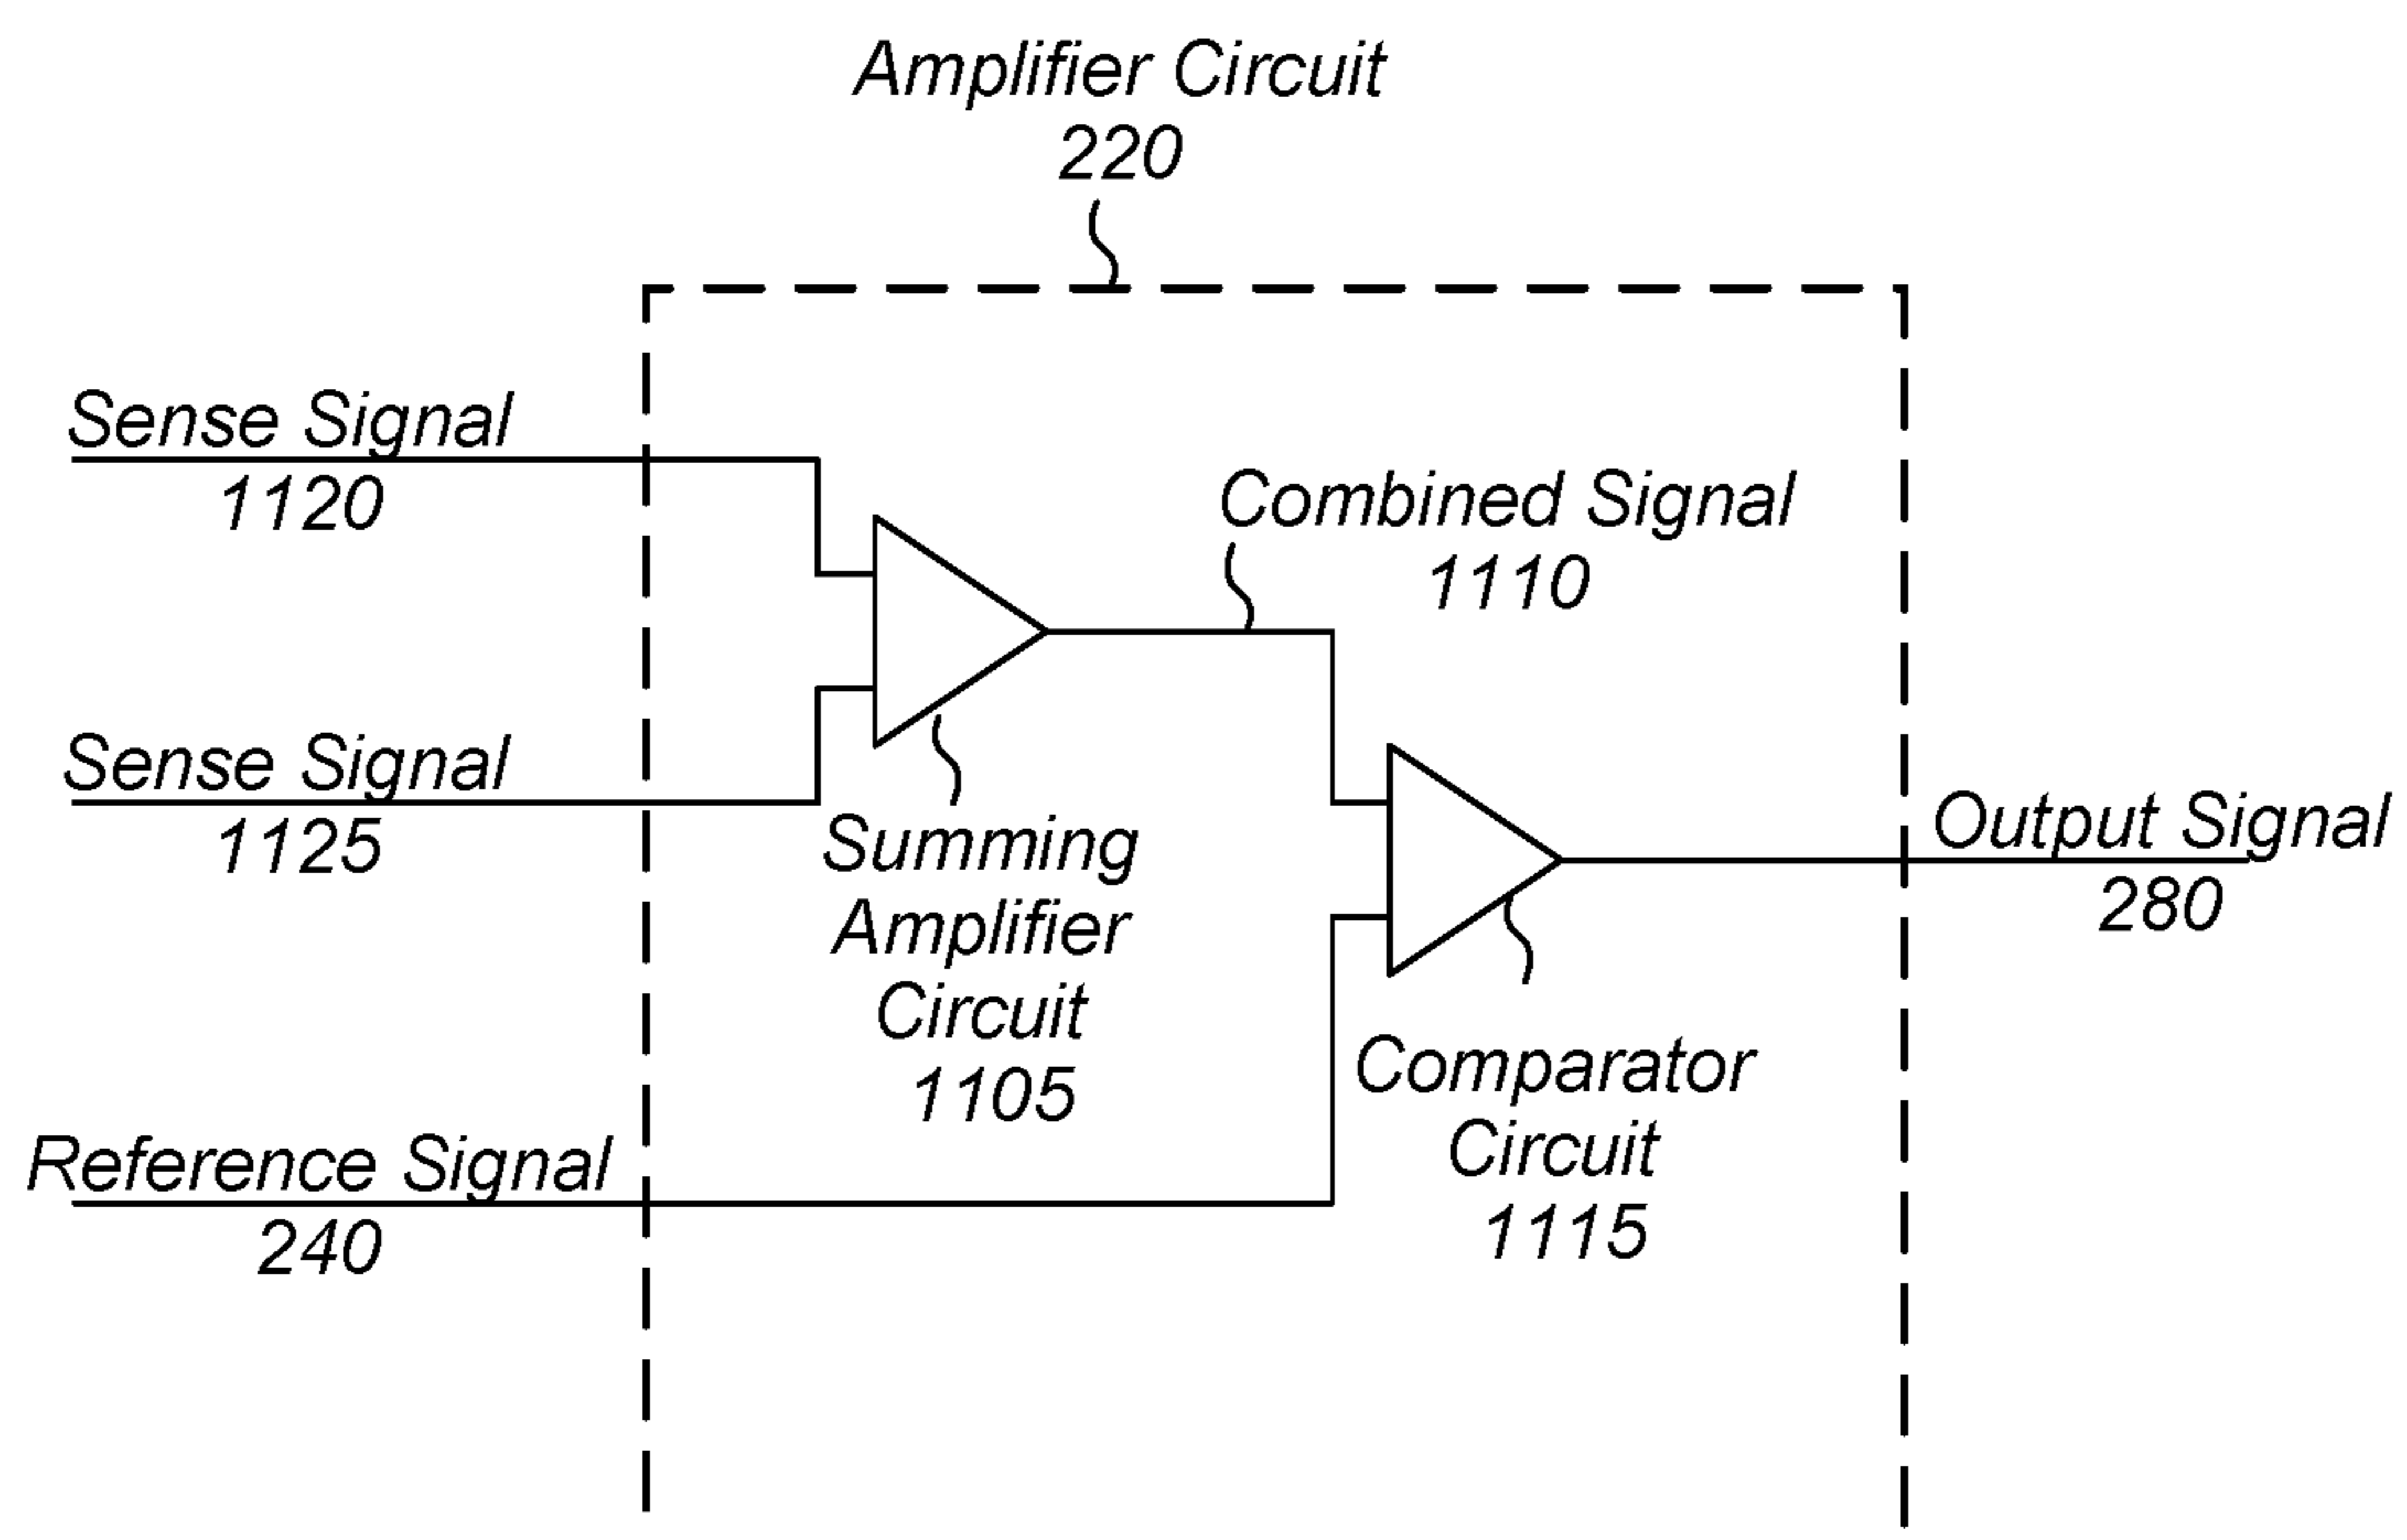 Amplifier Circuit
220
Sense Signal
1120
Combined Signal
1110
Sense Signal
1125
Summing
Amplifier
Circuit
1105
Output Signal
280
Comparator
Circuit
1115
Reference Signal
240